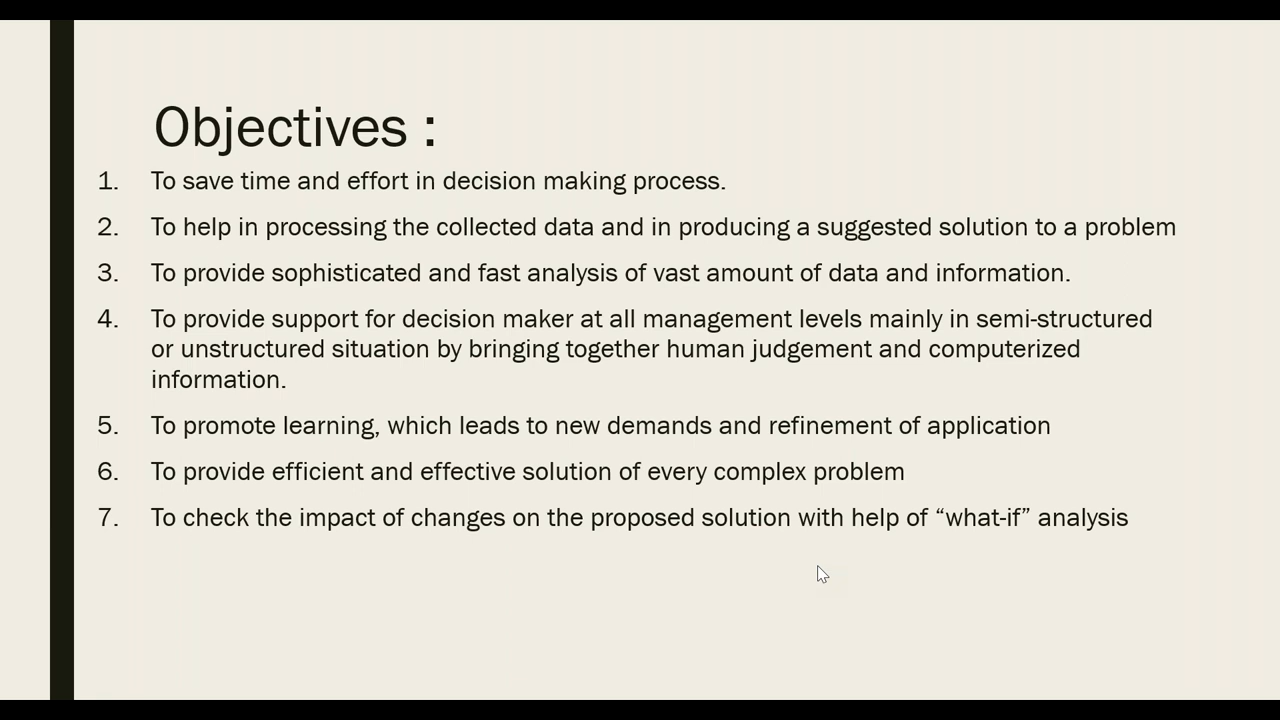 Objectives :
1. To save time and effort in decision making process.
2. To help in processing the collected data and in producing a suggested solution to a problem
3. To provide sophisticated and fast analysis of vast amount of data and information.
4. To provide support for decision maker at all management levels mainly in semi-structured
or unstructured situation by bringing together human judgement and computerized
information.
5. To promote learning, which leads to new demands and refinement of application
6. To provide efficient and effective solution of every complex problem
7. To check the impact of changes on the proposed solution with help of “what-if” analysis